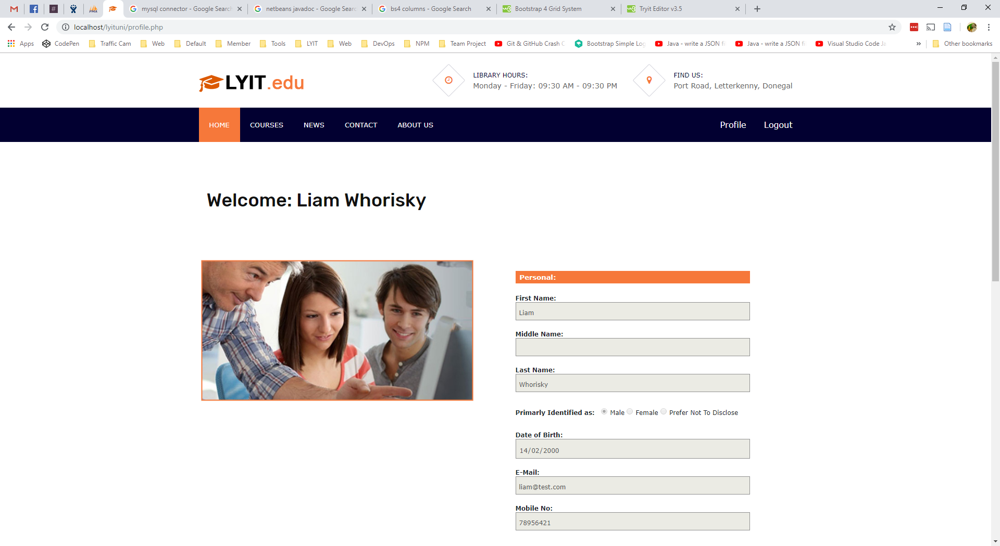 mysql connector - Google Search
netbeans javadoc - Google Searc
bs4 columns - Google Search
Bootstrap 4 Grid System
Tryit Editor v3.5
localhost/lyituni/profile.php
Apps
CodePen
Traffic Cam
Web
Default
Member
Tools
LYIT
Web
DevOps
NPM
Team Project
Git & GitHub Crash C
Bootstrap Simple Log
Java - write a JSON fi
Java - write a JSON fi
Visual Studio Code Ja
Other bookmarks
LYIT.edu
LIBRARY HOURS:
Monday - Friday: 09:30 AM - 09:30 PM
FIND US:
Port Road, Letterkenny, Donegal
HOME
COURSES
NEWS
CONTACT
ABOUT US
Profile
Logout
Welcome: Liam Whorisky
Personal:
First Name:
Liam
Middle Name:
Last Name:
Whorisky
Primarly Identified as: Male Female Prefer Not To Disclose
Date of Birth:
14/02/2000
E-Mail:
liam@test.com
Mobile No:
78956421